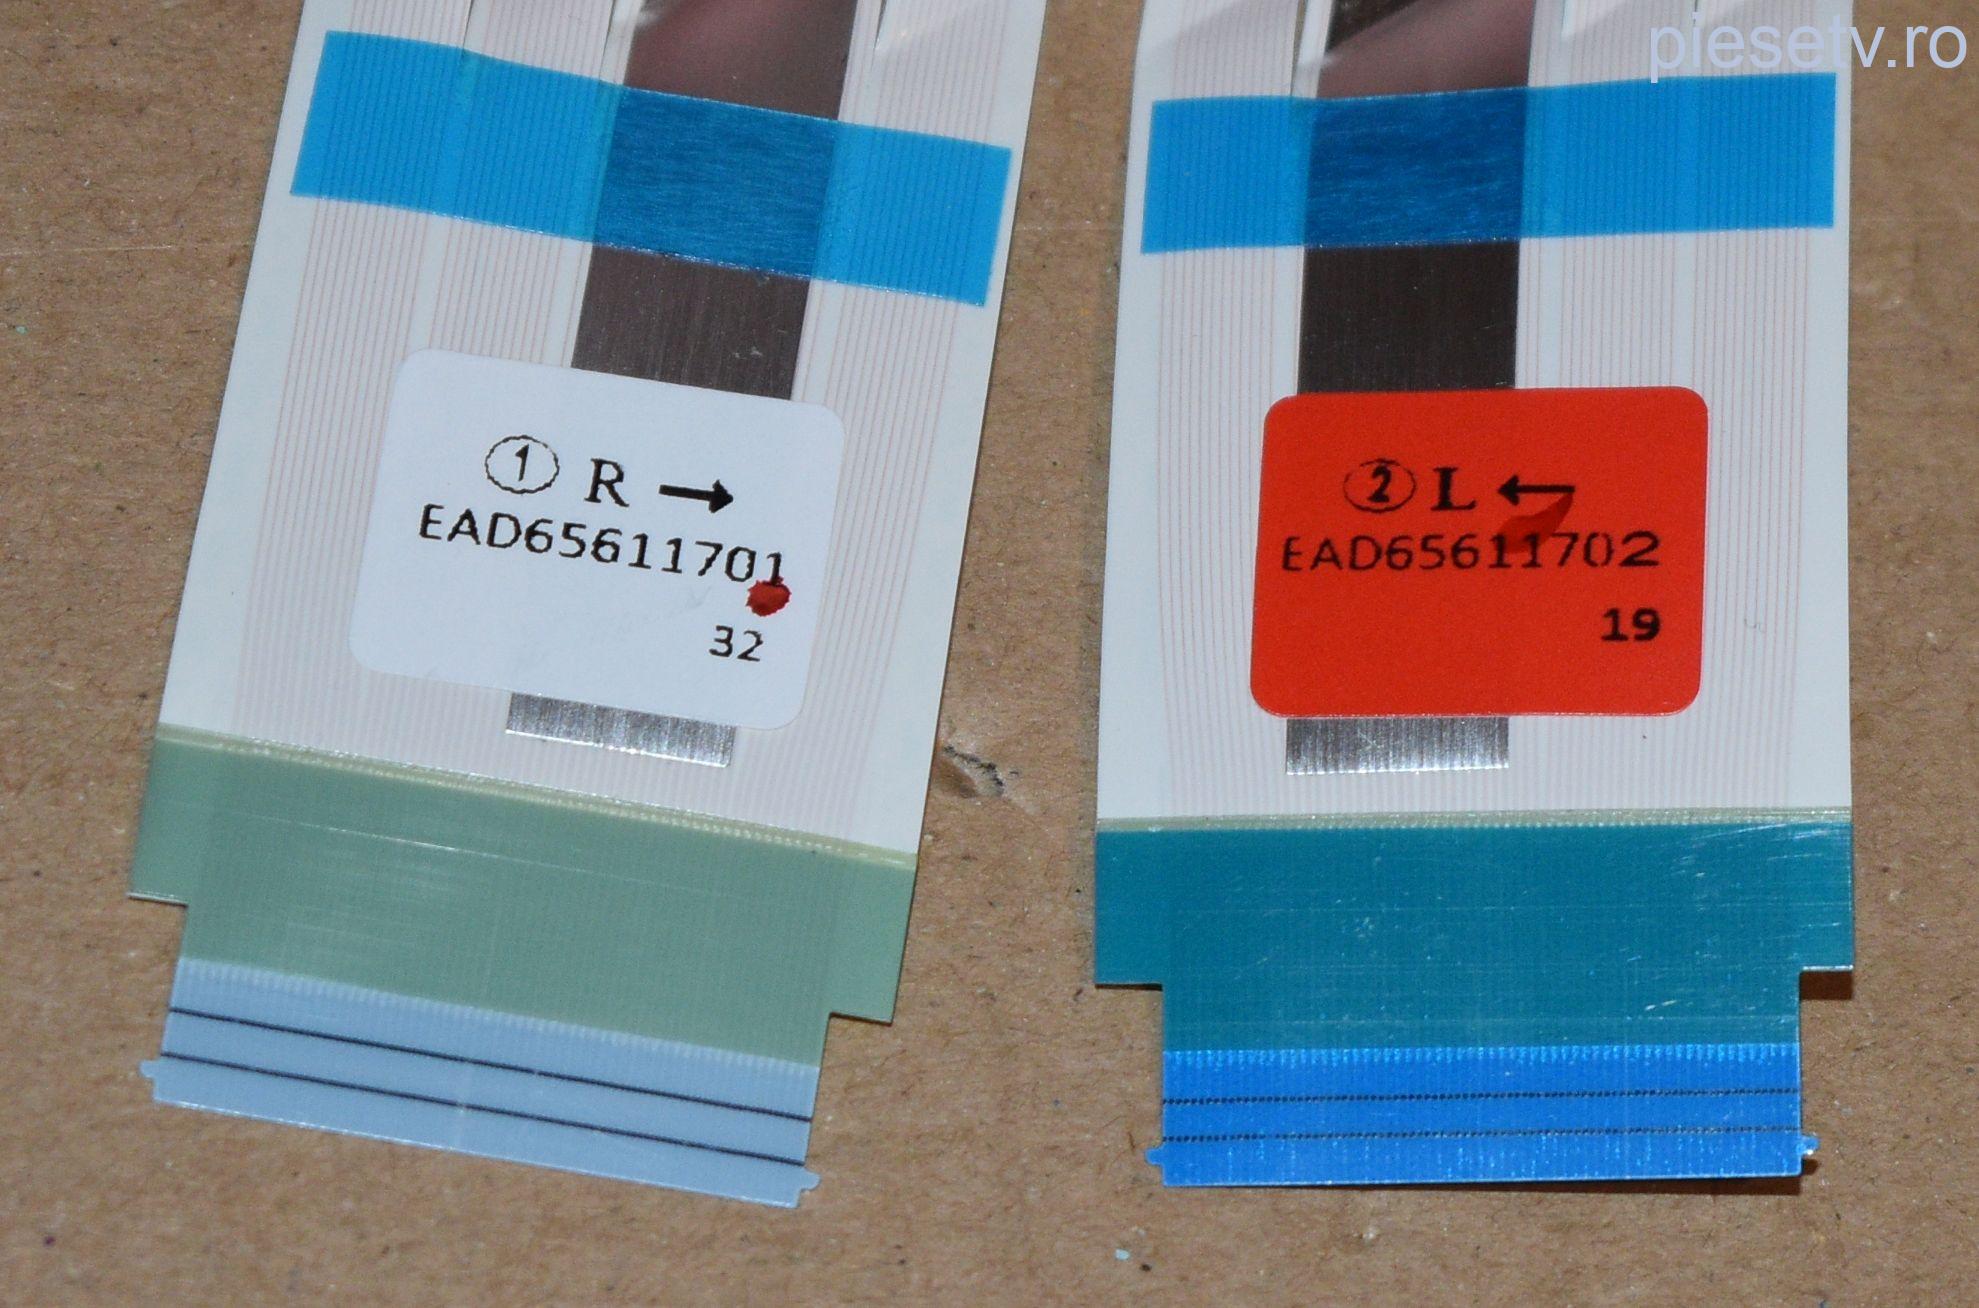 piesetv.ro
① R →
EAD65611701
32
② L ←
EAD65611702
19